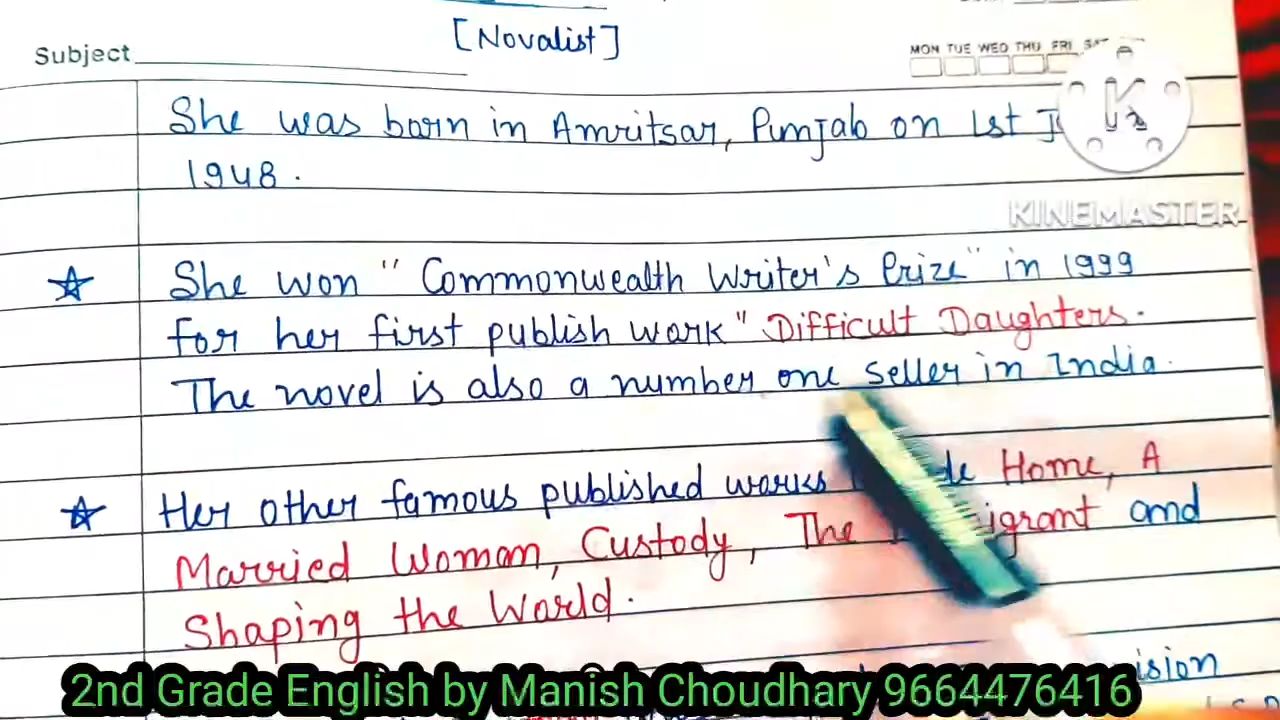 [Novalist]
Subject
MON TUE WED THU FRI
She was born in Amritsar, Punjab on 1st
1948.
KINEMASTER
She won "Commonwealth Writer's Prize" in 1999
for her first publish work "Difficult Daughters.
The novel is also a number one seller in India.
Her other famous published works Home, A
Married Woman, Custody, The and
Shaping the World.
2nd Grade English by Manish Choudhary 9664476416